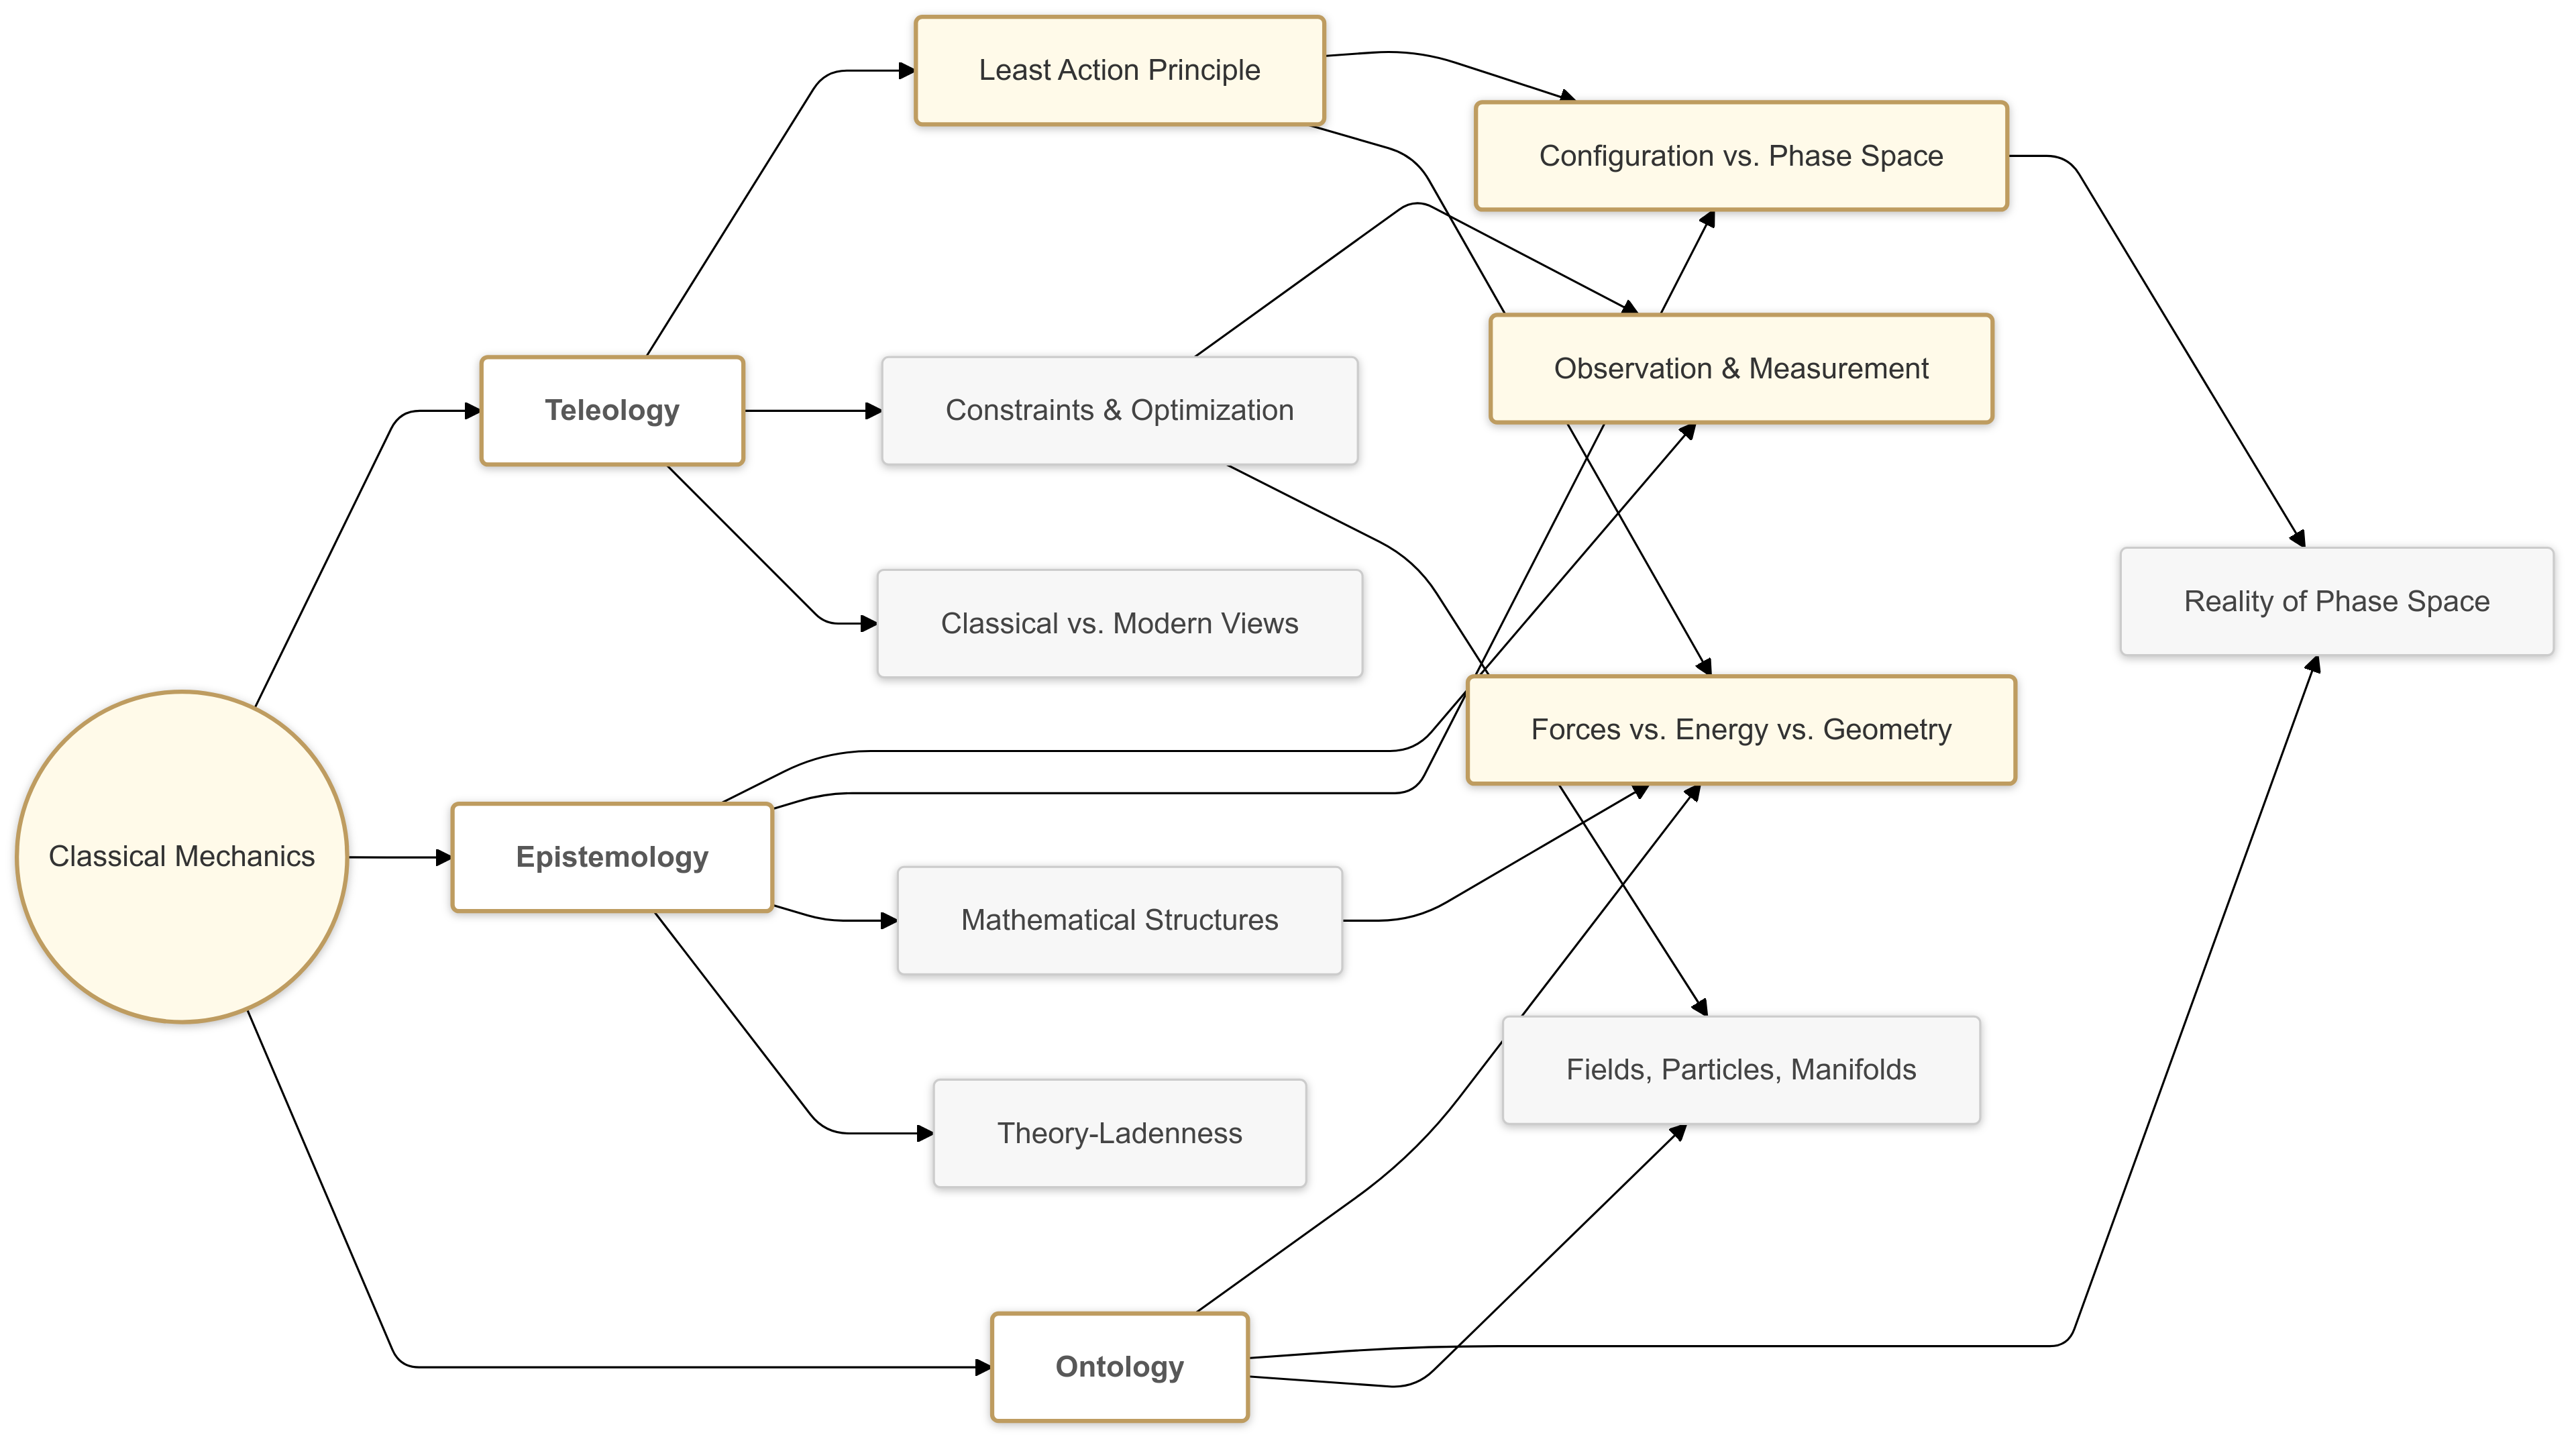 Least Action Principle
Configuration vs. Phase Space
Observation & Measurement
Teleology
Constraints & Optimization
Reality of Phase Space
Classical vs. Modern Views
Forces vs. Energy vs. Geometry
Classical Mechanics
Epistemology
Mathematical Structures
Fields, Particles, Manifolds
Theory-Ladenness
Ontology